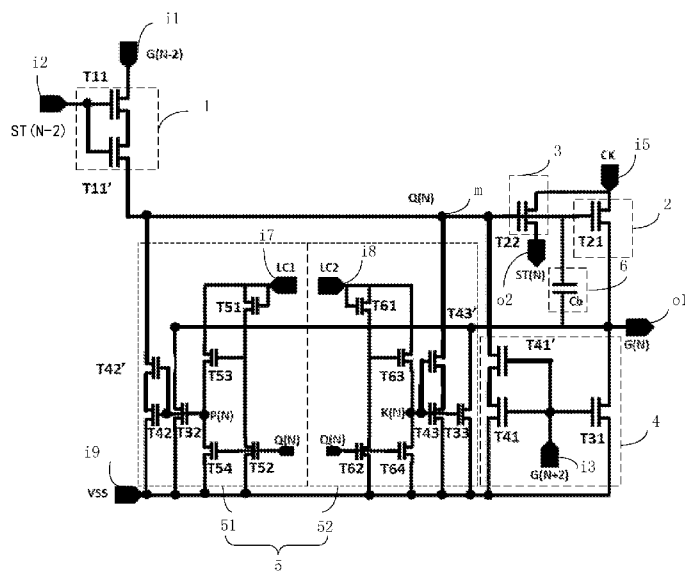 i1
G(N-2)
i2
T11
1
ST(N-2)
T11'
3
CK
i5
Q(N)
m
2
T22
T21
i7
i8
6
ST(N)
LC1
LC2
o2
Cb
o1
T51
T61
T43'
G(N)
T41'
T42'
T53
T63
P(N)
K(N)
4
T42
T32
Q(N)
Q(N)
T43
T33
T41
T31
i9
T54
T52
T62
T64
G(N+2)
i3
VSS
51
52
5